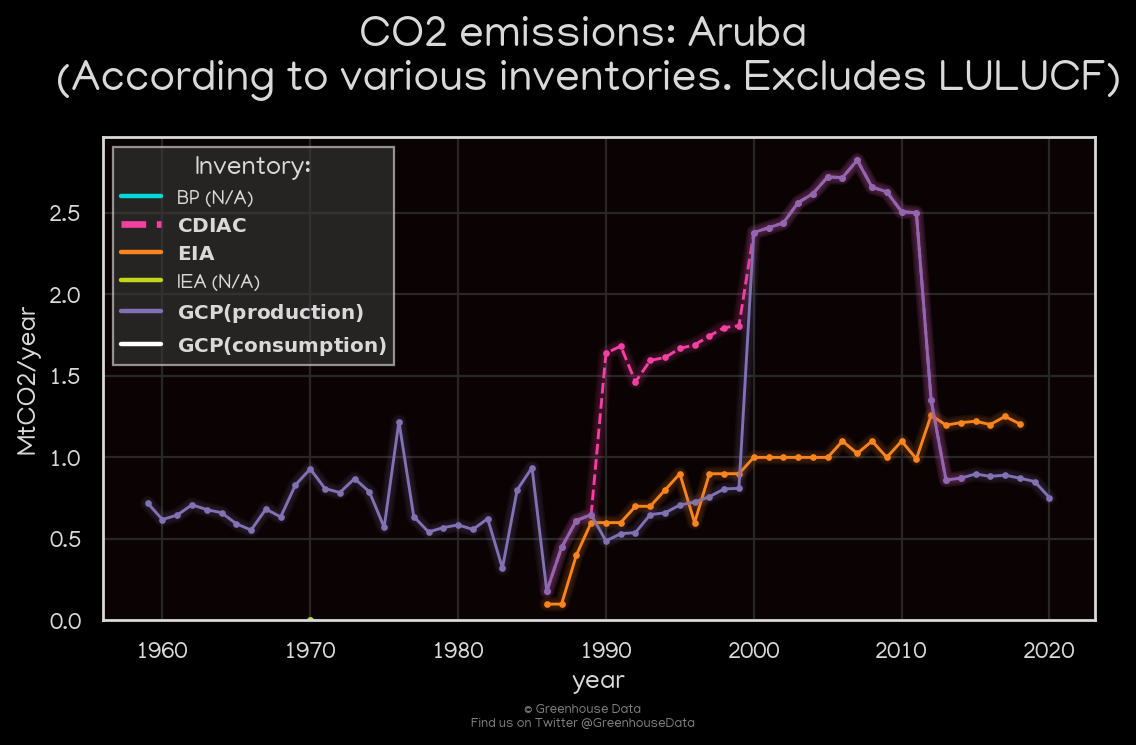 CO2 emissions: Aruba
(According to various inventories. Excludes LULUCF)
Inventory:
BP (N/A)
CDIAC
EIA
IEA (N/A)
GCP(production)
GCP(consumption)
MtCO2/year
2.5
2.0
1.5
1.0
0.5
0.0
1960 1970 1980 1990 2000 2010 2020
year
© Greenhouse Data
Find us on Twitter @GreenhouseData